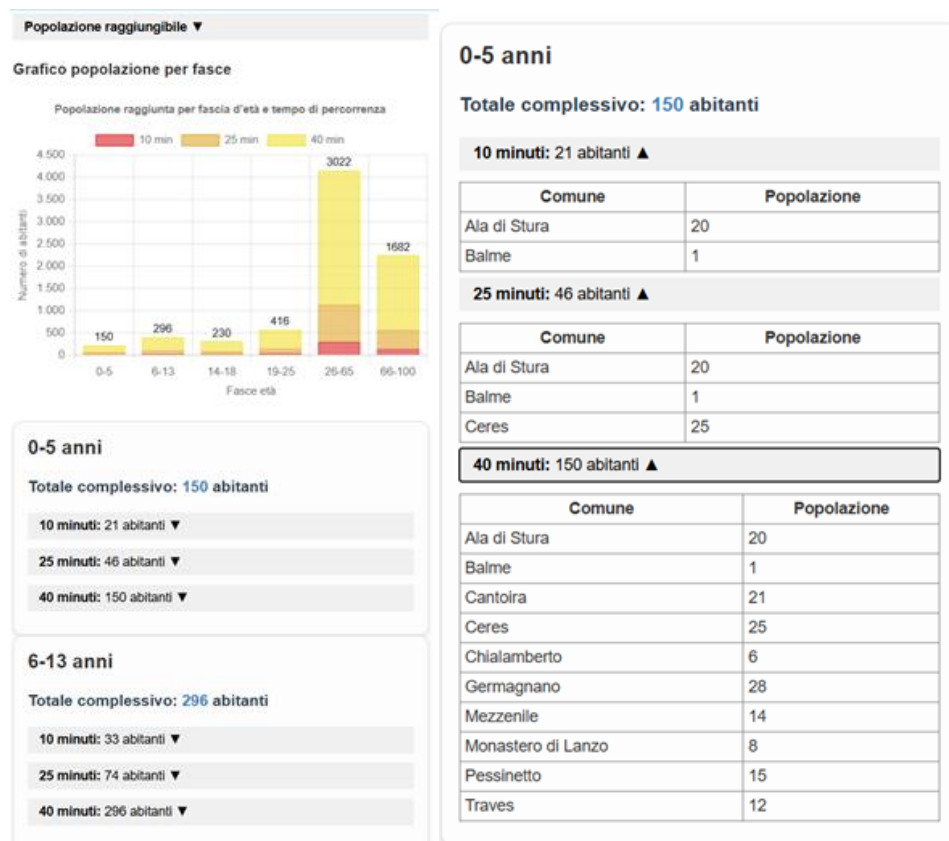 Popolazione raggiungibile ▼
Grafico popolazione per fasce
Popolazione raggiunta per fascia d'età e tempo di percorrenza
10 min 25 min 40 min
Numero di abitanti
4.500
4.000
3.500
3.000
2.500
2.000
1.500
1.000
500
0
150 296 230 416 3022 1682
0-5 6-13 14-18 19-25 26-65 66-100
Fasce età
0-5 anni
Totale complessivo: 150 abitanti
10 minuti: 21 abitanti ▼
25 minuti: 46 abitanti ▼
40 minuti: 150 abitanti ▼
6-13 anni
Totale complessivo: 296 abitanti
10 minuti: 33 abitanti ▼
25 minuti: 74 abitanti ▼
40 minuti: 296 abitanti ▼
0-5 anni
Totale complessivo: 150 abitanti
10 minuti: 21 abitanti ▲
Comune Popolazione
Ala di Stura 20
Balme 1
25 minuti: 46 abitanti ▲
Comune Popolazione
Ala di Stura 20
Balme 1
Ceres 25
40 minuti: 150 abitanti ▲
Comune Popolazione
Ala di Stura 20
Balme 1
Cantoira 21
Ceres 25
Chialamberto 6
Germagnano 28
Mezzenile 14
Monastero di Lanzo 8
Pessinetto 15
Traves 12